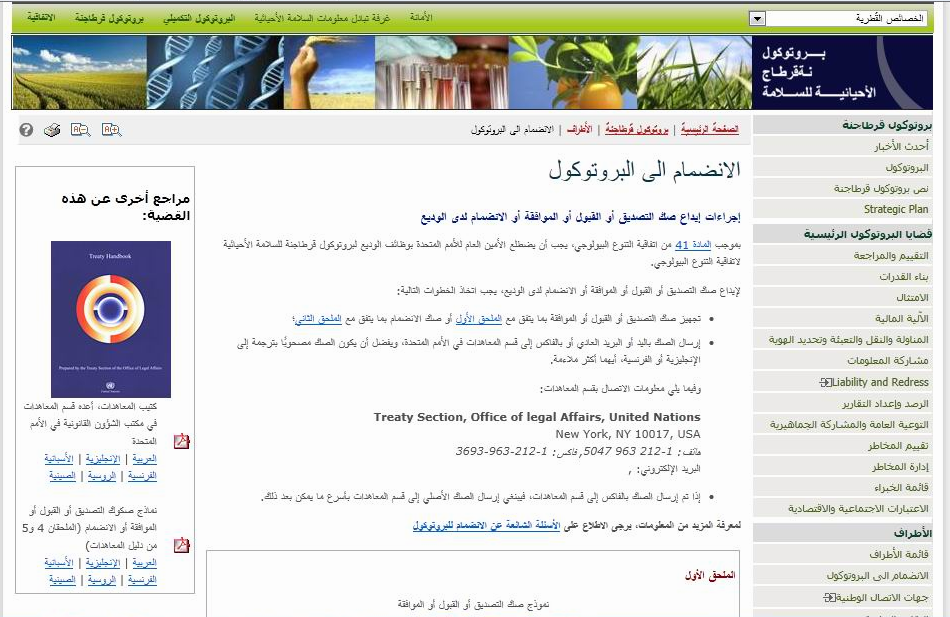 الخصائص القُطرية
الأمانة
غرفة تبادل معلومات السلامة الأحيائية
البروتوكول التكميلي
بروتوكول قرطاجنة
الاتفاقية
بــروتوكول
نـةقرطـاج
الأحيانيــــة للســــلامة
الصفحة الرئيسية | بروتوكول قرطاجنة | الأطراف | الانضمام الى البروتوكول
بروتوكول قرطاجنة
أحدث الأخبار
البروتوكول
نص بروتوكول قرطاجنة
Strategic Plan
قضايا البروتوكول الرئيسية
التقييم والمراجعة
بناء القدرات
الامتثال
الآلية المالية
المناولة والنقل والتعبئة وتحديد الهوية
مشاركة المعلومات
Liability and Redress
الرصد وإعداد التقارير
التوعية العامة والمشاركة الجماهيرية
تقييم المخاطر
إدارة المخاطر
قائمة الخبراء
الاعتبارات الاجتماعية والاقتصادية
الأطراف
قائمة الأطراف
الانضمام الى البروتوكول
جهات الاتصال الوطنية
الانضمام الى البروتوكول
إجراءات إيداع صك التصديق أو القبول أو الموافقة أو الانضمام لدى الوديع
بموجب المادة 41 من اتفاقية التنوع البيولوجي، يجب أن يضطلع الأمين العام للأمم المتحدة بوظائف الوديع لبروتوكول قرطاجنة للسلامة الأحيائية
لاتفاقية التنوع البيولوجي.
لإيداع صك التصديق أو القبول أو الموافقة أو الانضمام لدى الوديع، يجب اتخاذ الخطوات التالية:
• تجهيز صك التصديق أو القبول أو الموافقة بما يتفق مع الملحق الأول أو صك الانضمام بما يتفق مع الملحق الثاني؛
• إرسال الصك باليد أو البريد العادي أو بالفاكس إلى قسم المعاهدات في الأمم المتحدة، ويفضل أن يكون الصك مصحوبًا بترجمة إلى
الإنجليزية أو الفرنسية، أيهما أكثر ملاءمة.
وفيما يلي معلومات الاتصال بقسم المعاهدات:
Treaty Section, Office of legal Affairs, United Nations
New York, NY 10017, USA
هاتف: 1-212 963 5047, فاكس: 1-212-963-3693
البريد الإلكتروني: ,
• إذا تم إرسال الصك بالفاكس إلى قسم المعاهدات، فينبغي إرسال الصك الأصلي إلى قسم المعاهدات بأسرع ما يمكن بعد ذلك.
لمعرفة المزيد من المعلومات، يرجى الاطلاع على الأسئلة الشائعة عن الانضمام للبروتوكول
الملحق الأول
نموذج صك التصديق أو القبول أو الموافقة
مراجع أخرى عن هذه
القضية:
Treaty Handbook
Prepared by the Treaty Section of the Office of Legal Affairs
كتيب المعاهدات، أعده قسم المعاهدات
في مكتب الشؤون القانونية في الأمم
المتحدة
العربية | الإنجليزية | الأسبانية
الفرنسية | الروسية | الصينية
نماذج صكوك التصديق أو القبول أو
الموافقة أو الانضمام (الملحقان 4 و5
من دليل المعاهدات)
العربية | الإنجليزية | الأسبانية
الفرنسية | الروسية | الصينية